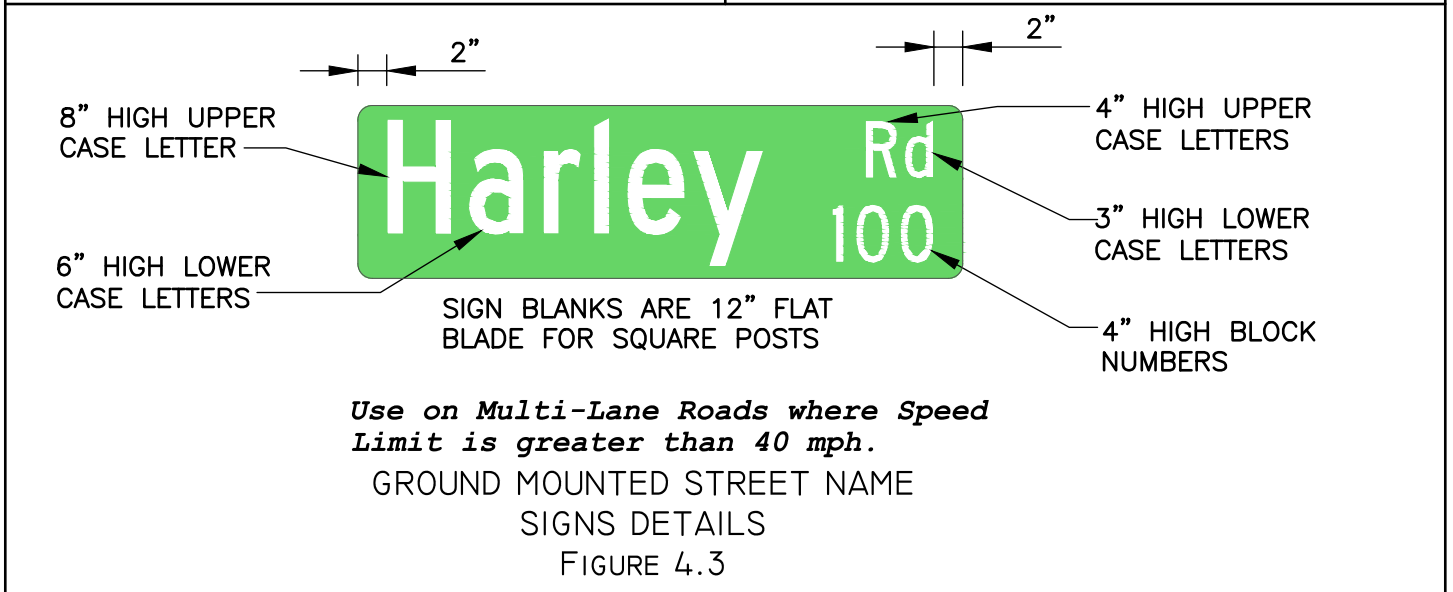 2”
2”
8” HIGH UPPER
CASE LETTER
4” HIGH UPPER
CASE LETTERS
Harley
Rd
100
3” HIGH LOWER
CASE LETTERS
6” HIGH LOWER
CASE LETTERS
SIGN BLANKS ARE 12” FLAT
BLADE FOR SQUARE POSTS
4” HIGH BLOCK
NUMBERS
Use on Multi-Lane Roads where Speed
Limit is greater than 40 mph.
GROUND MOUNTED STREET NAME
SIGNS DETAILS
FIGURE 4.3